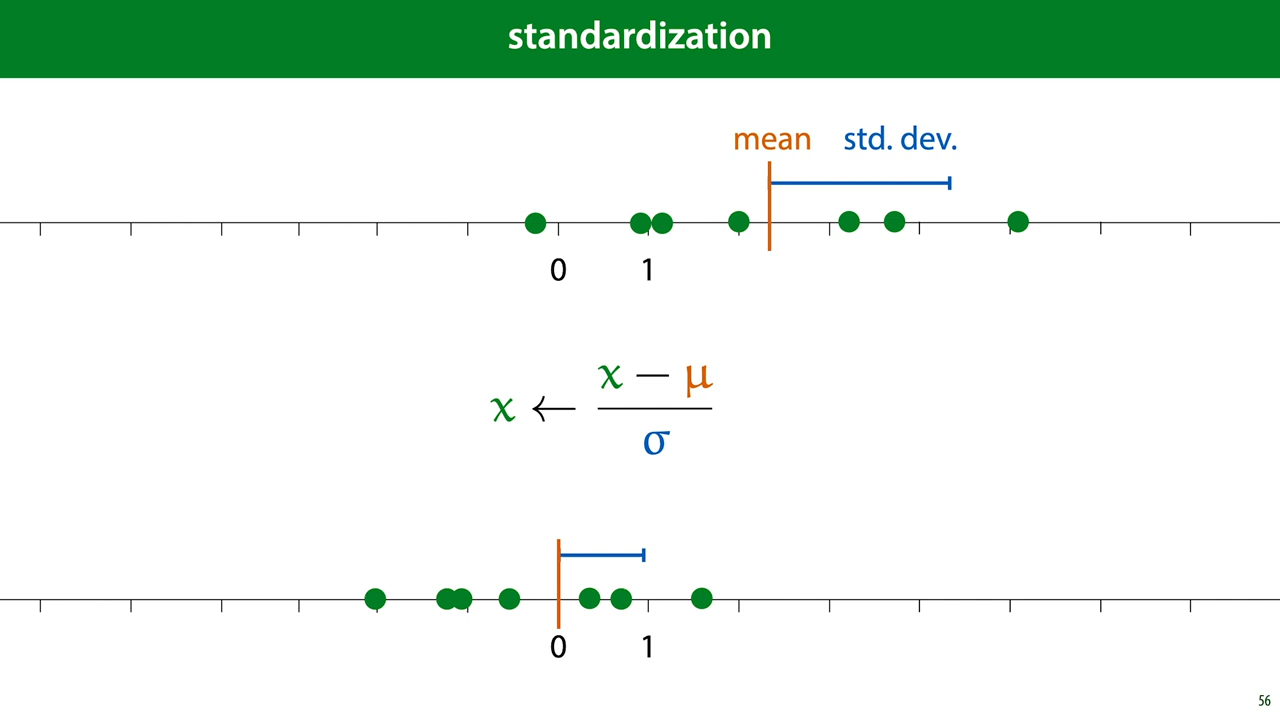 standardization
mean std. dev.
0 1
x ← (x − μ) / σ
0 1
56